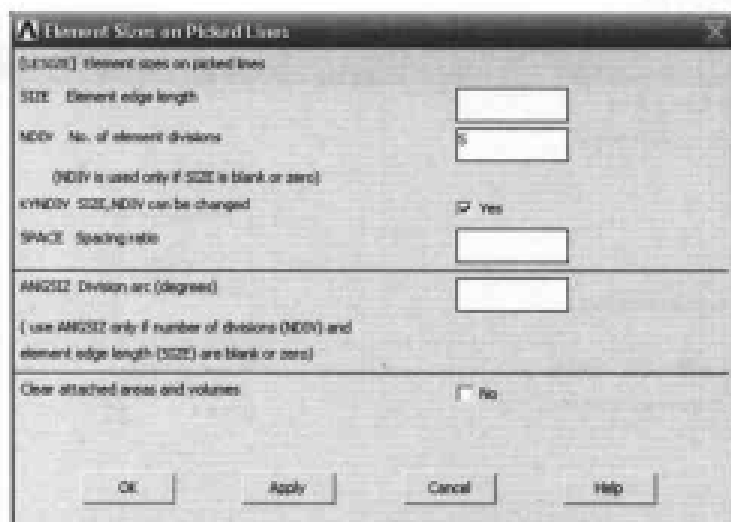 Element Sizes on Picked Lines
[LESIZE] Element sizes on picked lines
SIZE Element edge length
NDIV No. of element divisions
(NDIV is used only if SIZE is blank or zero)
KYNDIV SIZE,NDIV can be changed
Yes
SPACE Spacing ratio
ANGSIZ Division arc (degrees)
( use ANGSIZ only if number of divisions (NDIV) and
element edge length (SIZE) are blank or zero)
Clear attached areas and volumes
No
OK Apply Cancel Help